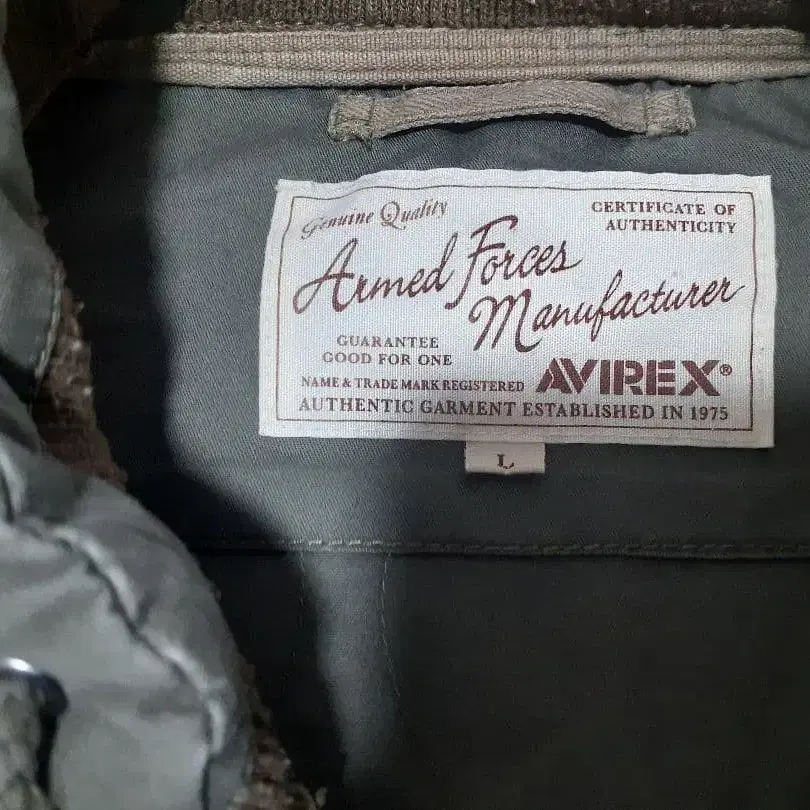 Genuine Quality
CERTIFICATE OF
AUTHENTICITY
Armed Forces
Manufacturer
GUARANTEE
GOOD FOR ONE
NAME & TRADE MARK REGISTERED
AVIREX®
AUTHENTIC GARMENT ESTABLISHED IN 1975
L